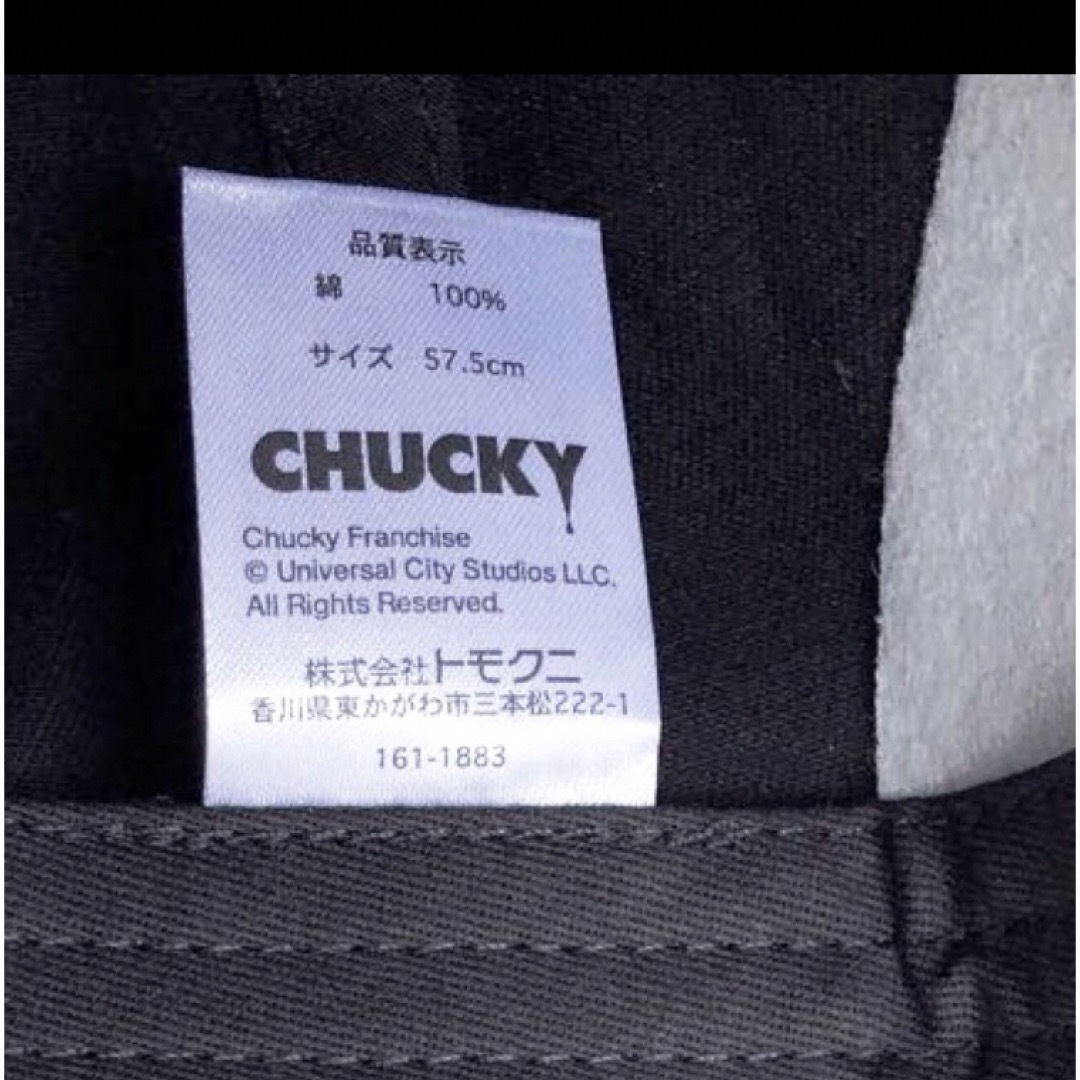 品質表示
綿 100%
サイズ 57.5cm
CHUCKY
Chucky Franchise
© Universal City Studios LLC.
All Rights Reserved.
株式会社トモクニ
香川県東かがわ市三本松222-1
161-1883